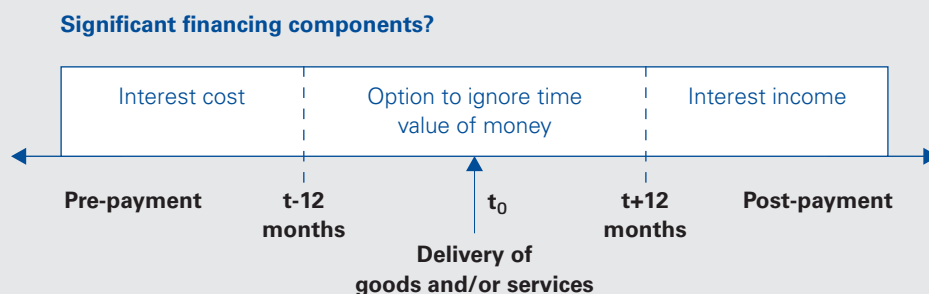 Significant financing components?
Interest cost
Option to ignore time
value of money
Interest income
Pre-payment
t-12
months
t0
t+12
months
Post-payment
Delivery of
goods and/or services